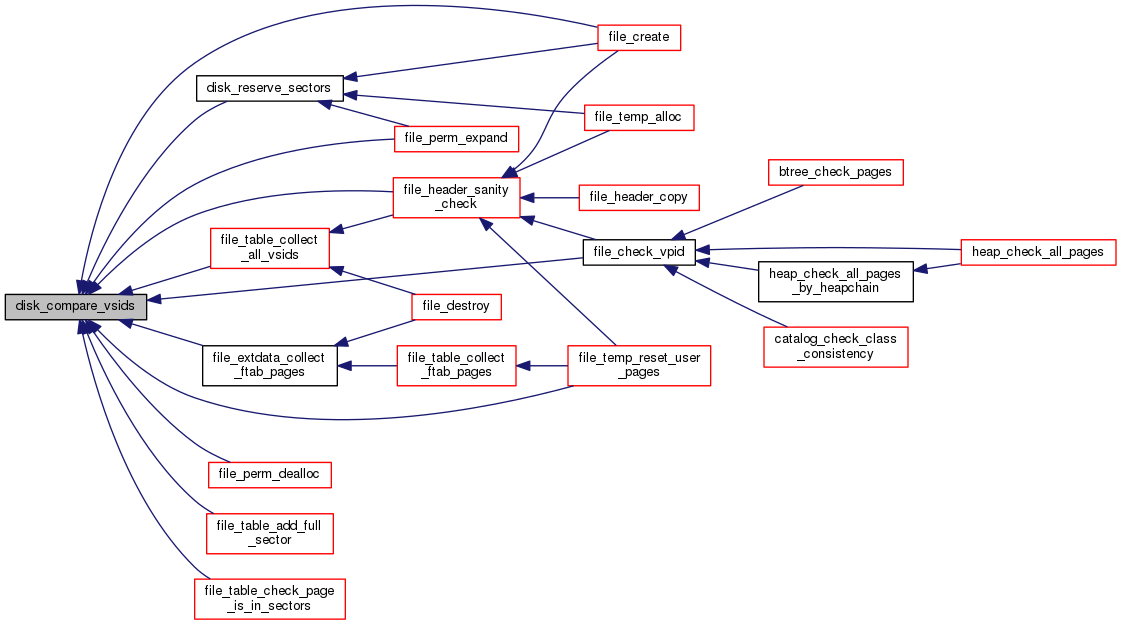 file_create
disk_reserve_sectors
file_temp_alloc
file_perm_expand
btree_check_pages
file_header_sanity
_check
file_header_copy
file_table_collect
_all_vsids
file_check_vpid
heap_check_all_pages
heap_check_all_pages
_by_heapchain
disk_compare_vsids
file_destroy
catalog_check_class
_consistency
file_extdata_collect
_ftab_pages
file_table_collect
_ftab_pages
file_temp_reset_user
_pages
file_perm_dealloc
file_table_add_full
_sector
file_table_check_page
_is_in_sectors